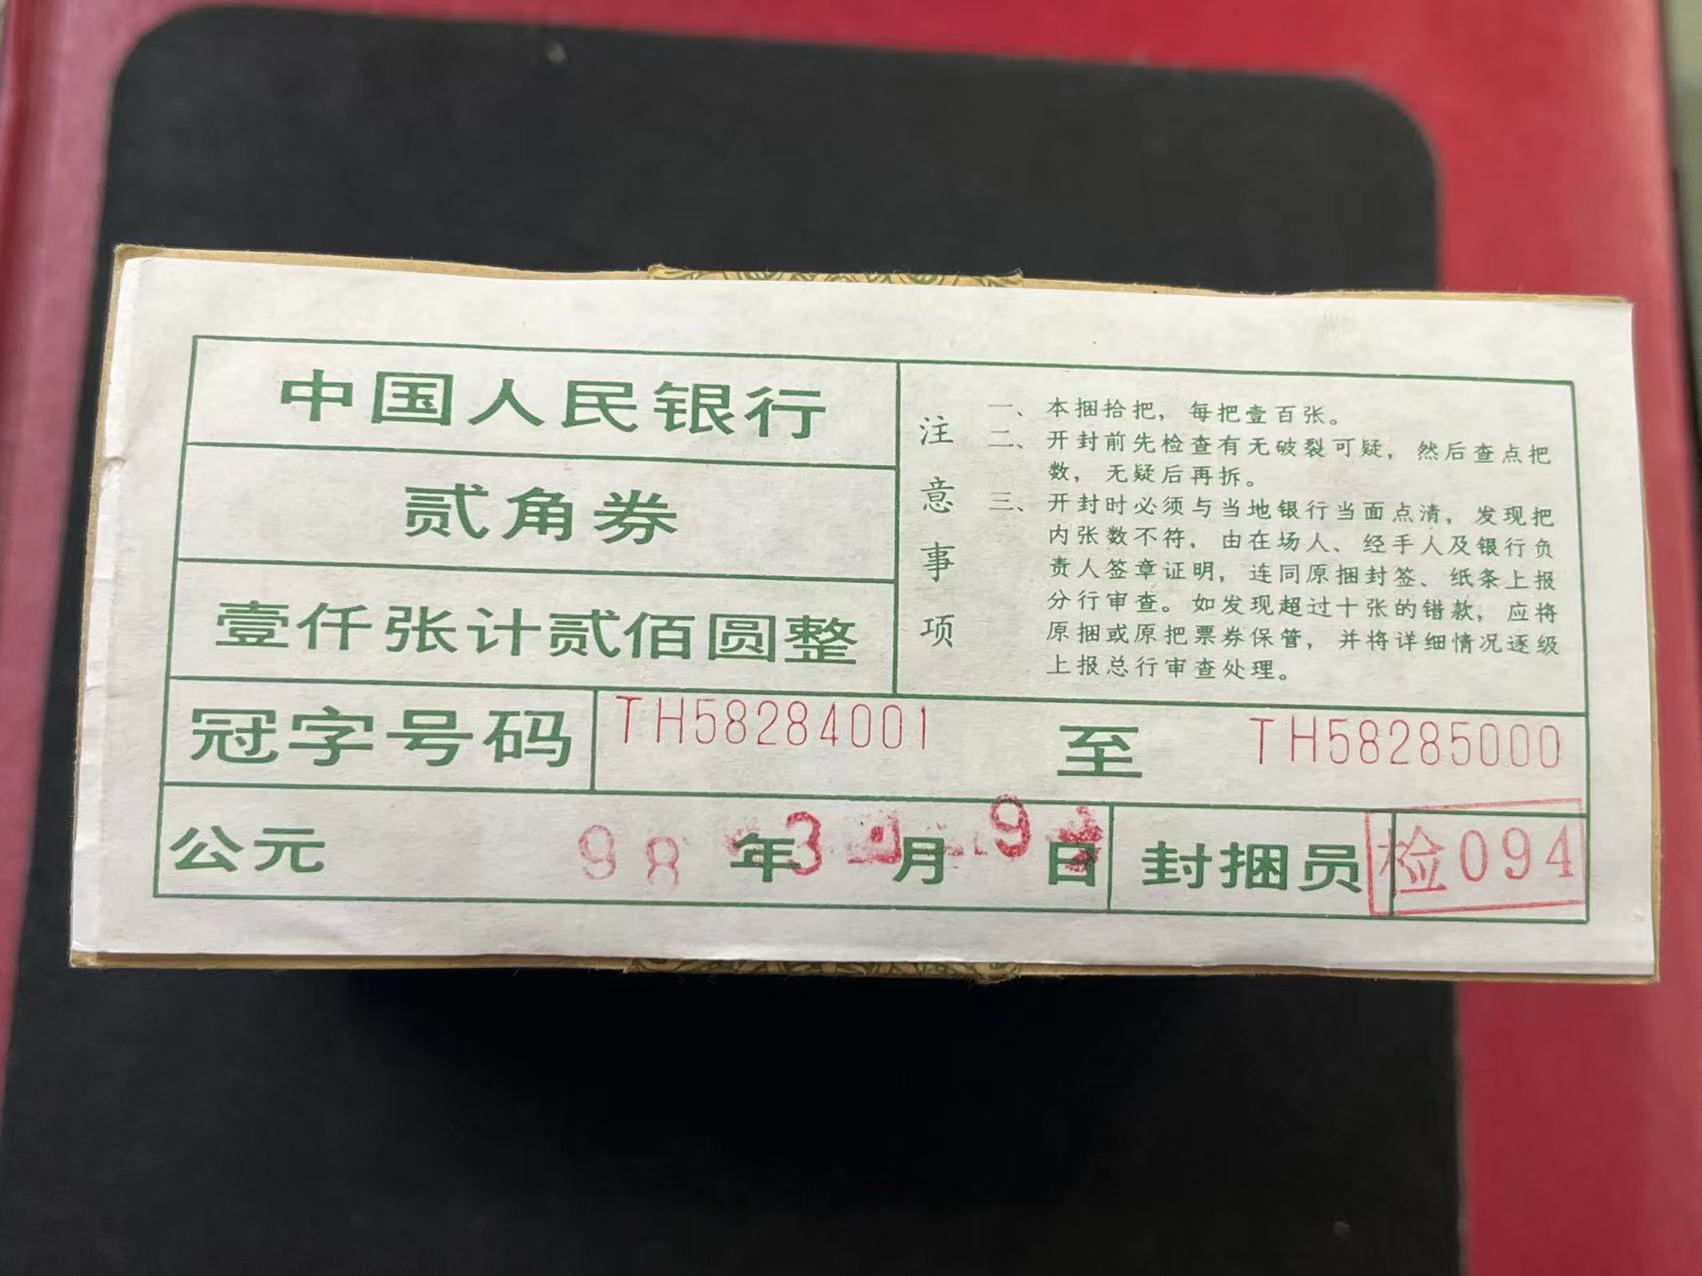 中国人民银行
贰角券
壹仟张计贰佰圆整
注意事项
一、本捆拾把，每把壹百张。
二、开封前先检查有无破裂可疑，然后查点把
数，无疑后再拆。
三、开封时必须与当地银行当面点清，发现把
内张数不符，由在场人、经手人及银行负
责人签章证明，连同原捆封签、纸条上报
分行审查。如发现超过十张的错款，应将
原捆或原把票券保管，并将详细情况逐级
上报总行审查处理。
冠字号码 TH58284001 至 TH58285000
公元 98 年 3 月 9 日 封捆员 检094